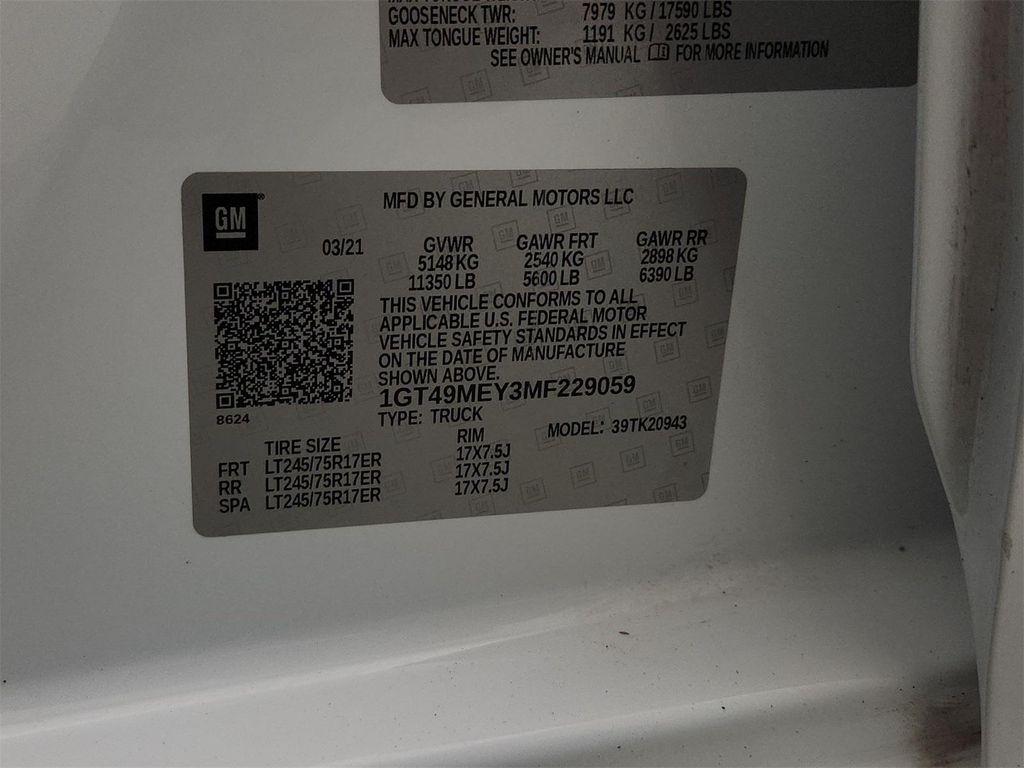 GOOSENECK TWR: 7979 KG / 17590 LBS
MAX TONGUE WEIGHT: 1191 KG / 2625 LBS
SEE OWNER'S MANUAL FOR MORE INFORMATION
GM®
MFD BY GENERAL MOTORS LLC
03/21 GVWR GAWR FRT GAWR RR
5148 KG 2540 KG 2898 KG
11350 LB 5600 LB 6390 LB
THIS VEHICLE CONFORMS TO ALL
APPLICABLE U.S. FEDERAL MOTOR
VEHICLE SAFETY STANDARDS IN EFFECT
ON THE DATE OF MANUFACTURE
SHOWN ABOVE.
1GT49MEY3MF229059
8624
TYPE: TRUCK
MODEL: 39TK20943
TIRE SIZE RIM
FRT LT245/75R17ER 17X7.5J
RR LT245/75R17ER 17X7.5J
SPA LT245/75R17ER 17X7.5J